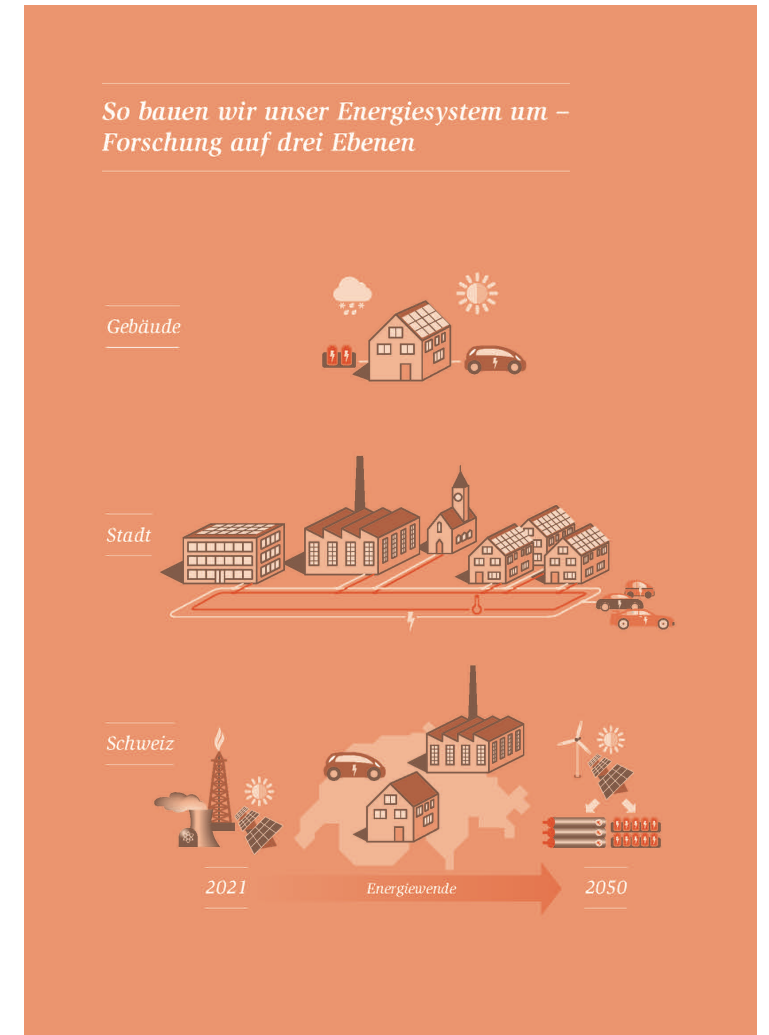 So bauen wir unser Energiesystem um –
Forschung auf drei Ebenen
Gebäude
Stadt
Schweiz
2021
Energiewende
2050